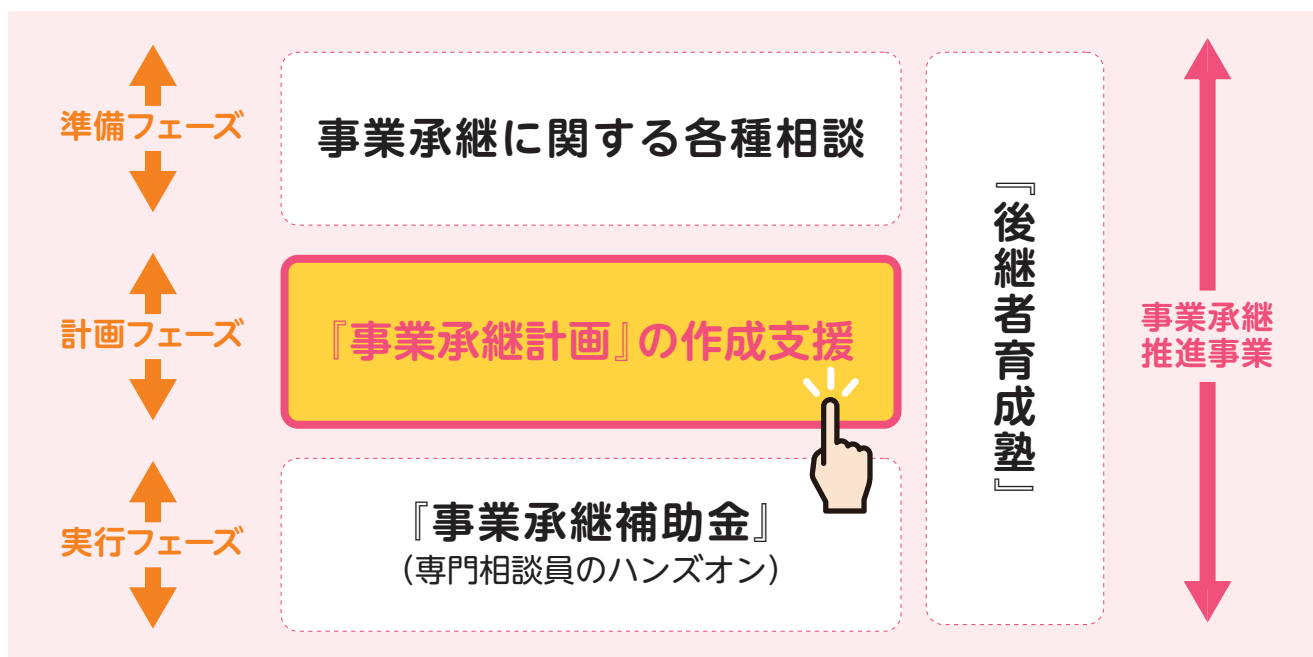 準備フェーズ
事業承継に関する各種相談
計画フェーズ
『事業承継計画』の作成支援
実行フェーズ
『事業承継補助金』
（専門相談員のハンズオン）
『後継者育成塾』
事業承継
推進事業